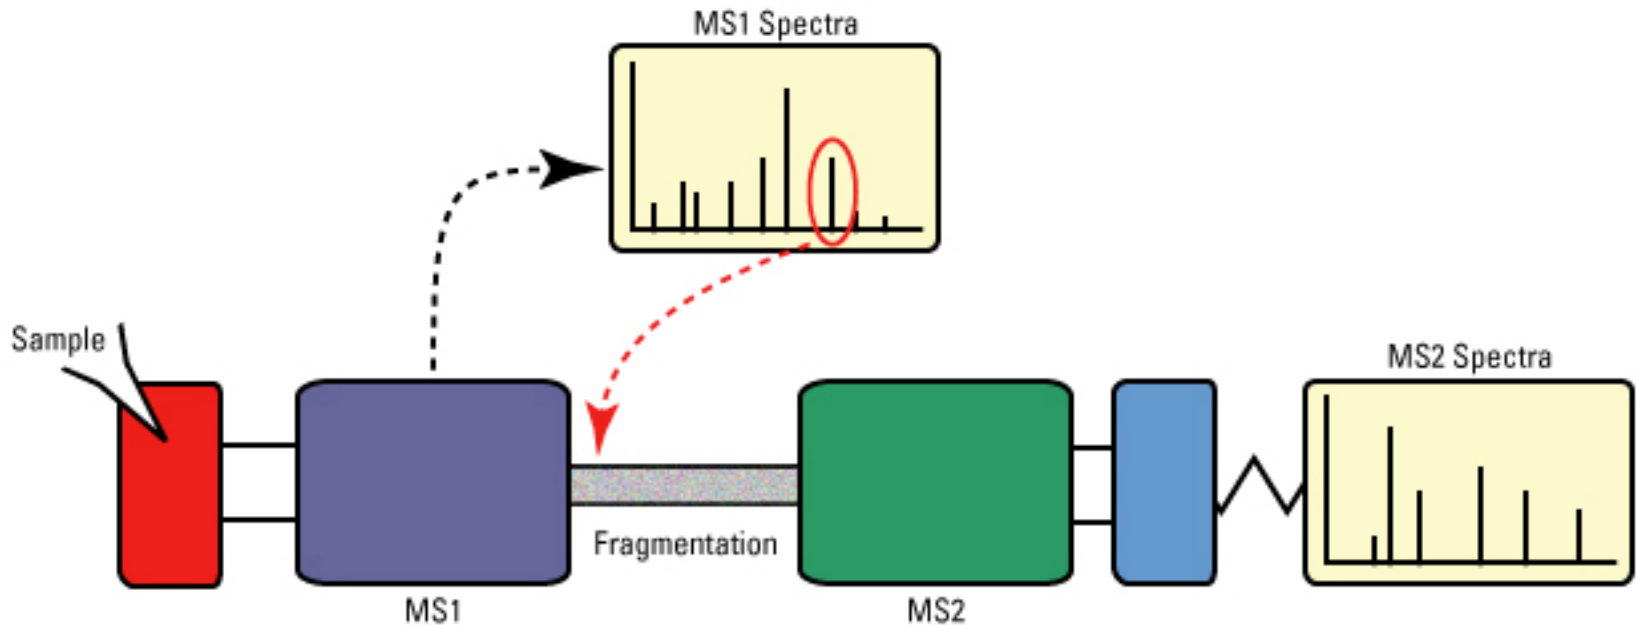 MS1 Spectra
Sample
MS2 Spectra
Fragmentation
MS1
MS2